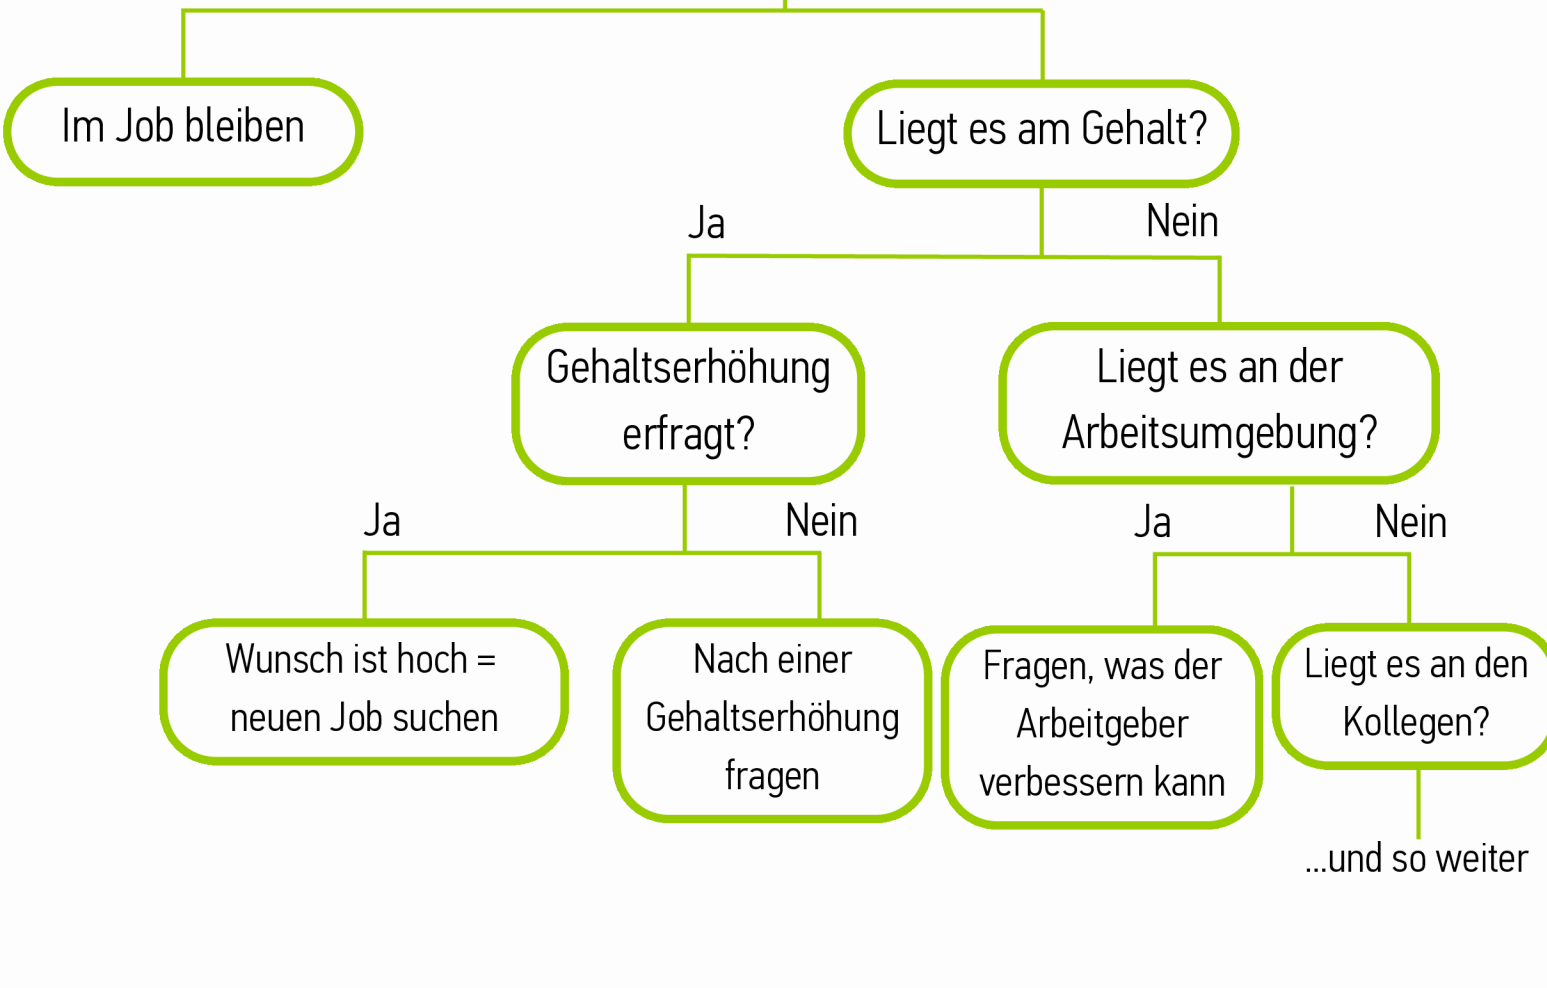 Im Job bleiben
Liegt es am Gehalt?
Ja
Nein
Gehaltserhöhung
erfragt?
Liegt es an der
Arbeitsumgebung?
Ja
Nein
Ja
Nein
Wunsch ist hoch =
neuen Job suchen
Nach einer
Gehaltserhöhung
fragen
Fragen, was der
Arbeitgeber
verbessern kann
Liegt es an den
Kollegen?
...und so weiter